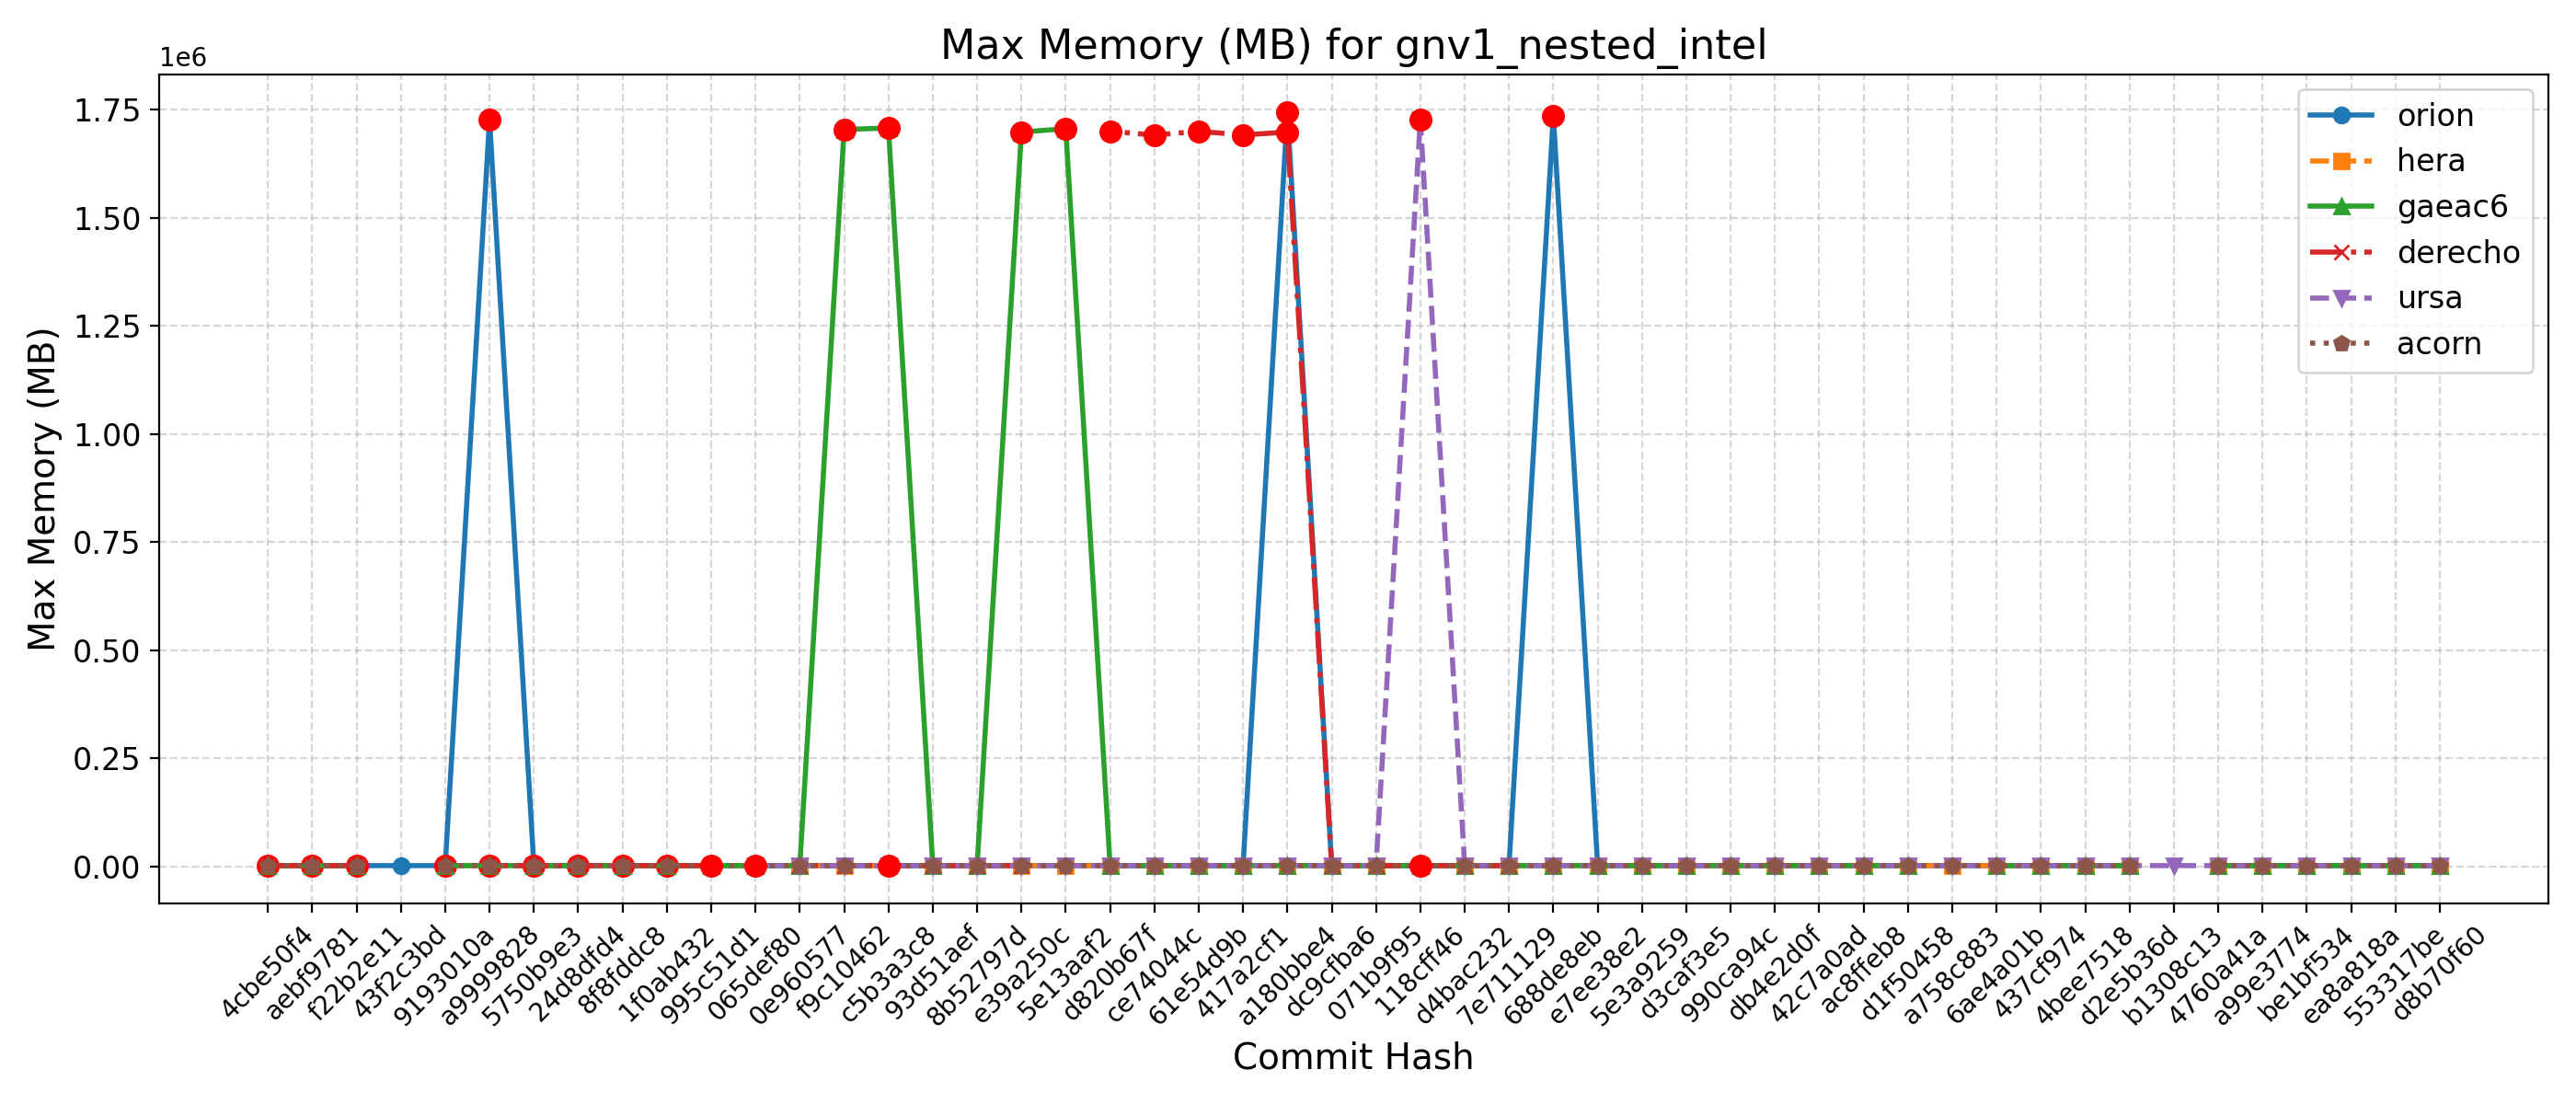 Max Memory (MB) for gnv1_nested_intel
1e6
1.75
1.50
1.25
1.00
0.75
0.50
0.25
0.00
Max Memory (MB)
orion
hera
gaeac6
derecho
ursa
acorn
4cbe50f4
aebf9781
f22b2e11
43f2c3bd
9193010a
a9999828
5750b9e3
24d8dfd4
8f8fddc8
1f0ab432
995c51d1
065def80
0e960577
f9c10462
c5b3a3c8
93d51aef
8b52797d
e39a250c
5e13aaf2
d820b67f
ce74044c
61e54d9b
417a2cf1
a180bbe4
dc9cfba6
071b9f95
118cff46
d4bac232
7e711129
688de8eb
e7ee38e2
5e3a9259
d3caf3e5
990ca94c
db4e2d0f
42c7a0ad
ac8ffeb8
d1f50458
a758c883
6ae4a01b
437cf974
4bee7518
d2e5b36d
b1308c13
4760a41a
a99e3774
be1bf534
ea8a818a
553317be
d8b70f60
Commit Hash